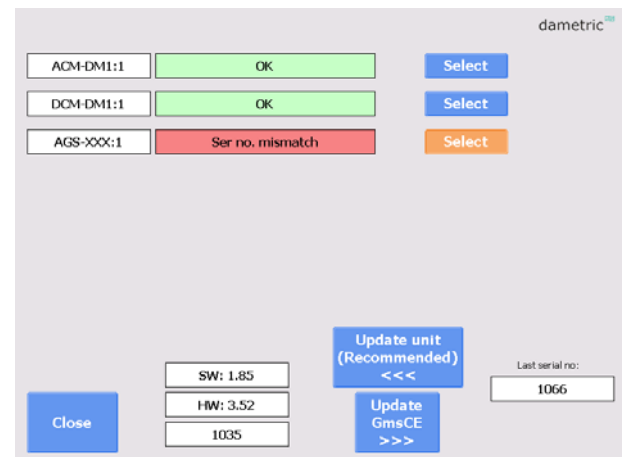 dametric
ACM-DM1:1 OK Select
DCM-DM1:1 OK Select
AGS-XXX:1 Ser no. mismatch Select
Update unit
(Recommended)
<<<
Last serial no:
SW: 1.85
1066
HW: 3.52
Update
GmsCE
>>>
Close
1035